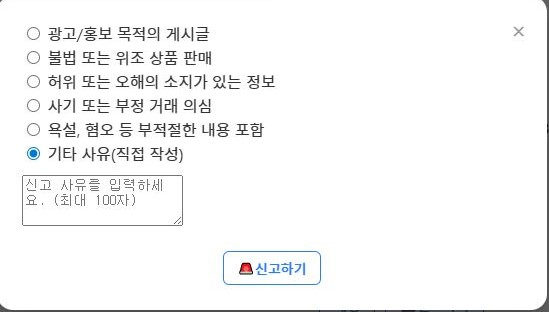 광고/홍보 목적의 게시글
불법 또는 위조 상품 판매
허위 또는 오해의 소지가 있는 정보
사기 또는 부정 거래 의심
욕설, 혐오 등 부적절한 내용 포함
기타 사유(직접 작성)
신고 사유를 입력하세
요. (최대 100자)
신고하기